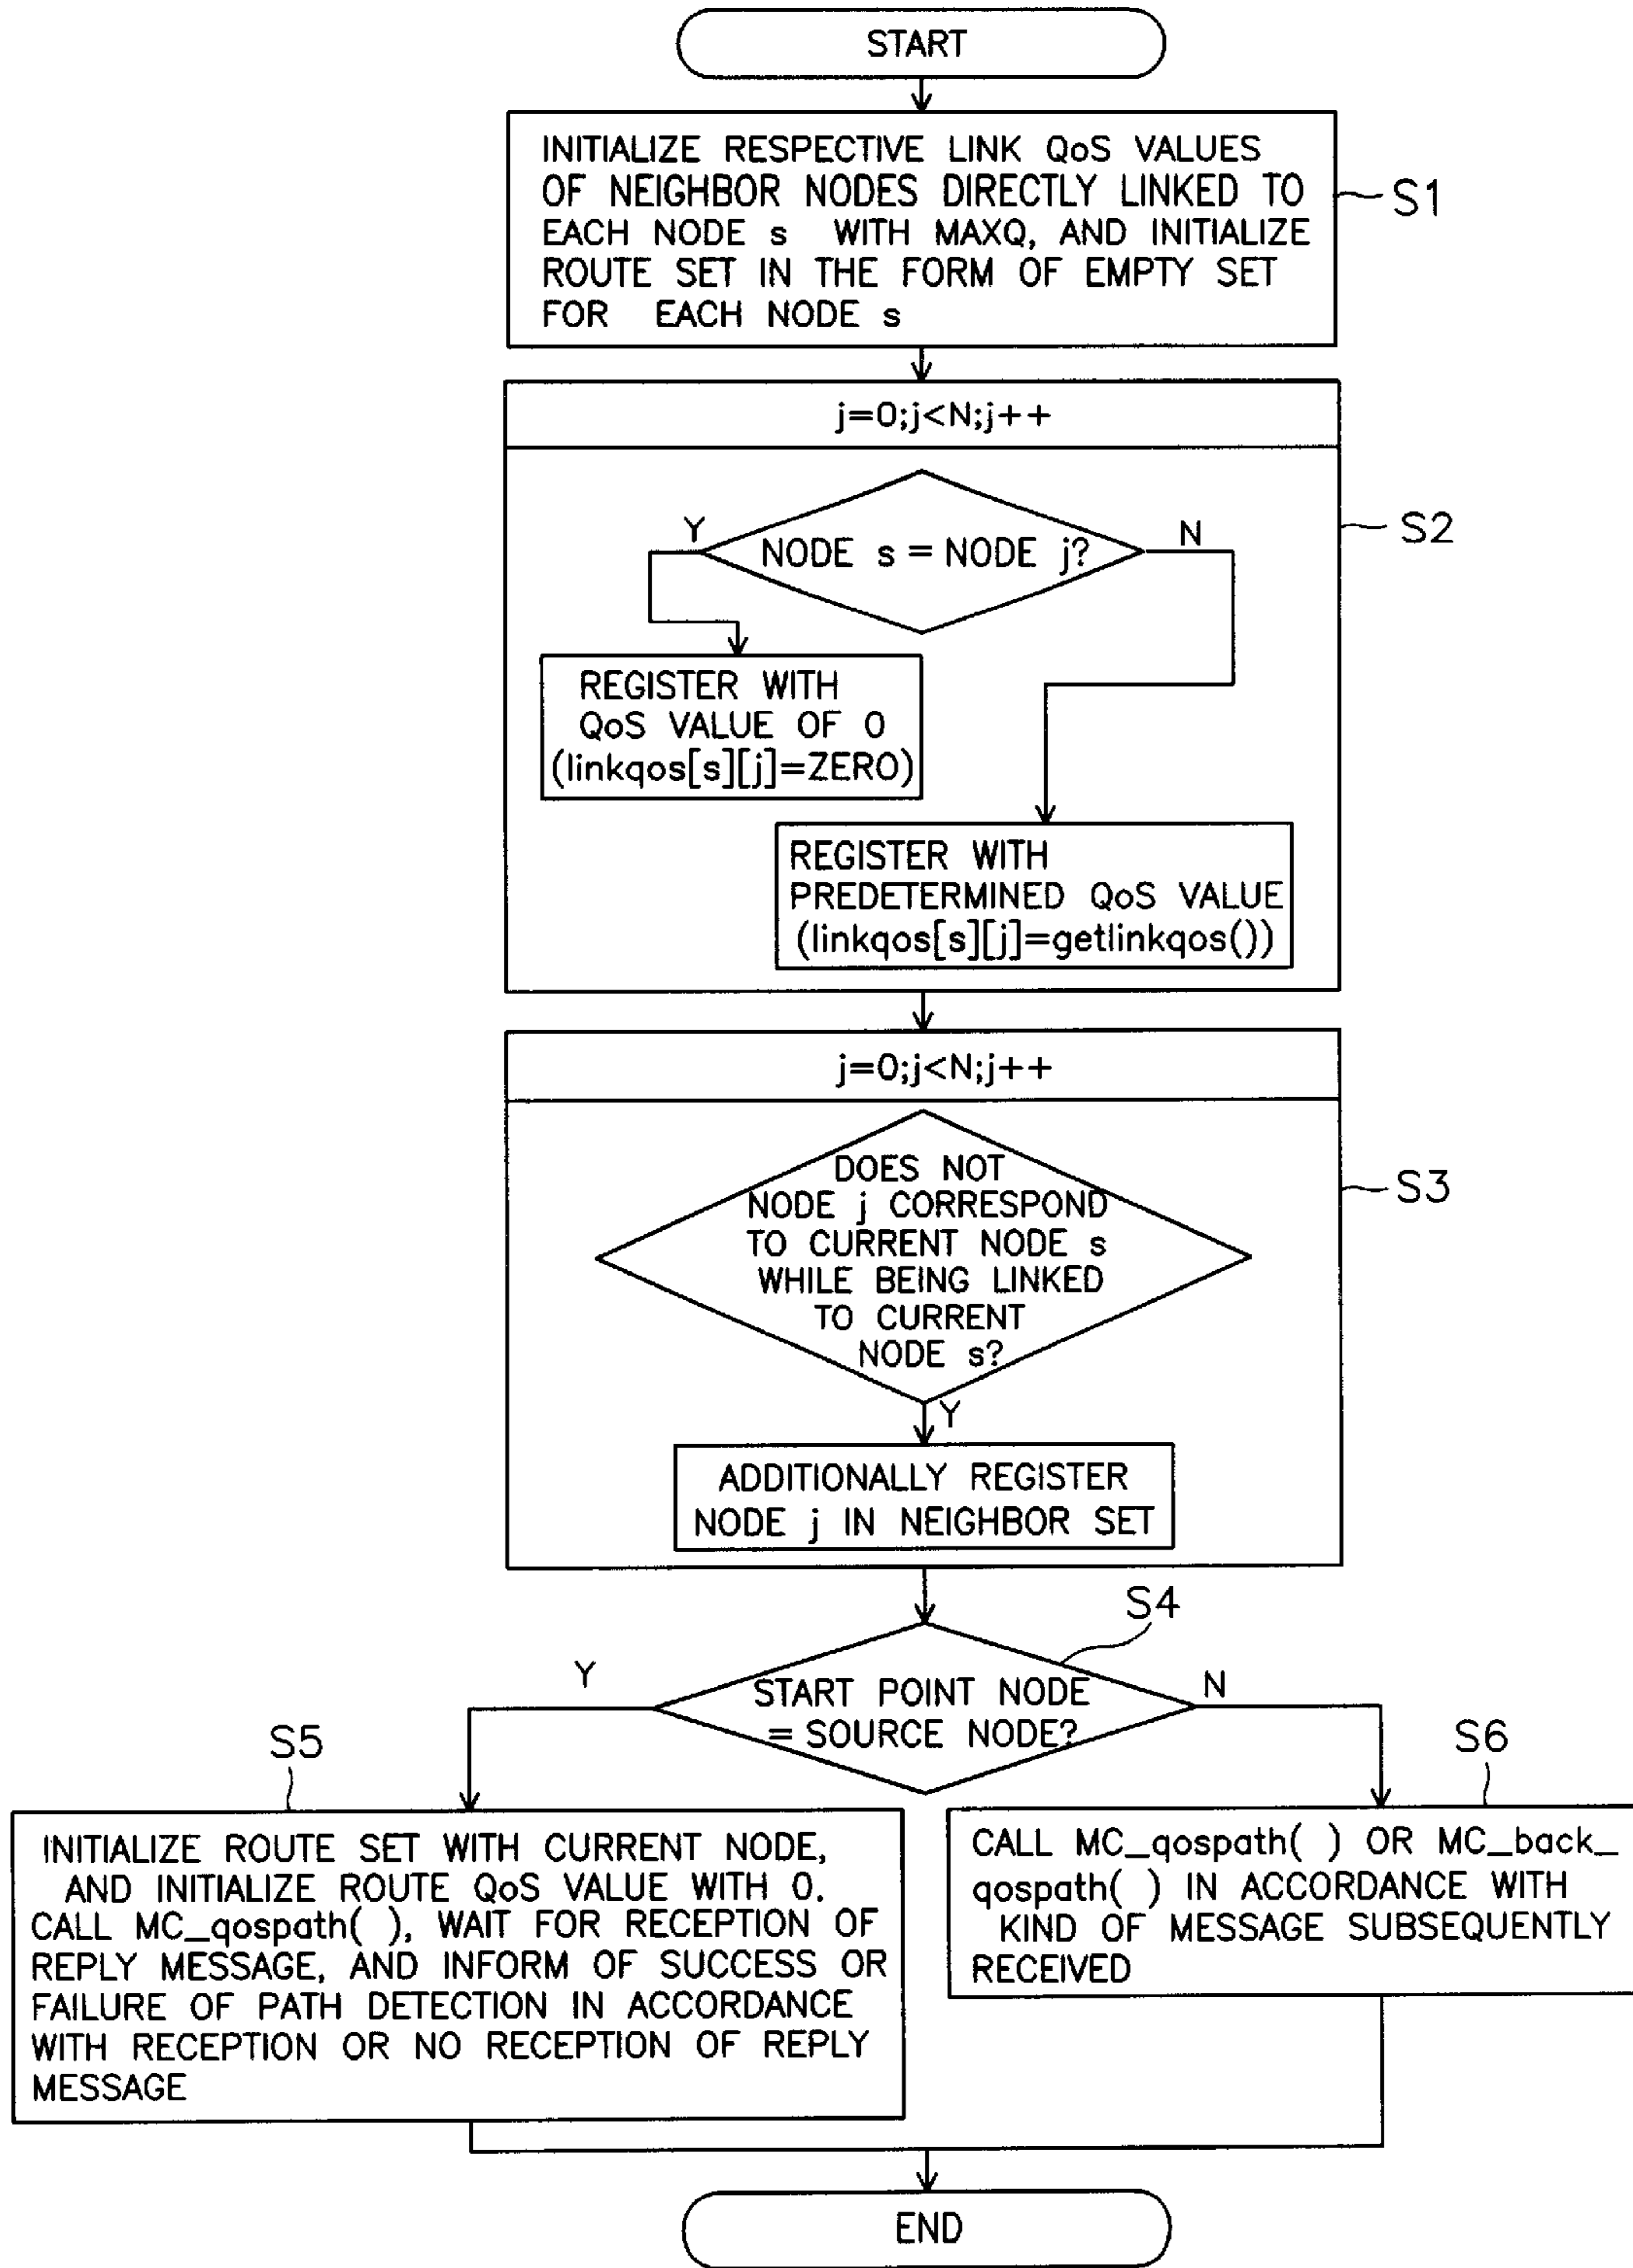 START
INITIALIZE RESPECTIVE LINK QoS VALUES
OF NEIGHBOR NODES DIRECTLY LINKED TO
EACH NODE s WITH MAXQ, AND INITIALIZE
ROUTE SET IN THE FORM OF EMPTY SET
FOR EACH NODE s
S1
j=0;j<N;j++
S2
NODE s = NODE j?
Y
N
REGISTER WITH
QoS VALUE OF 0
(linkqos[s][j]=ZERO)
REGISTER WITH
PREDETERMINED QoS VALUE
(linkqos[s][j]=getlinkqos())
j=0;j<N;j++
S3
DOES NOT
NODE j CORRESPOND
TO CURRENT NODE s
WHILE BEING LINKED
TO CURRENT
NODE s?
Y
ADDITIONALLY REGISTER
NODE j IN NEIGHBOR SET
S4
START POINT NODE
= SOURCE NODE?
Y
N
S5
INITIALIZE ROUTE SET WITH CURRENT NODE,
AND INITIALIZE ROUTE QoS VALUE WITH 0.
CALL MC_qospath( ), WAIT FOR RECEPTION OF
REPLY MESSAGE, AND INFORM OF SUCCESS OR
FAILURE OF PATH DETECTION IN ACCORDANCE
WITH RECEPTION OR NO RECEPTION OF REPLY
MESSAGE
S6
CALL MC_qospath( ) OR MC_back_
qospath( ) IN ACCORDANCE WITH
KIND OF MESSAGE SUBSEQUENTLY
RECEIVED
END